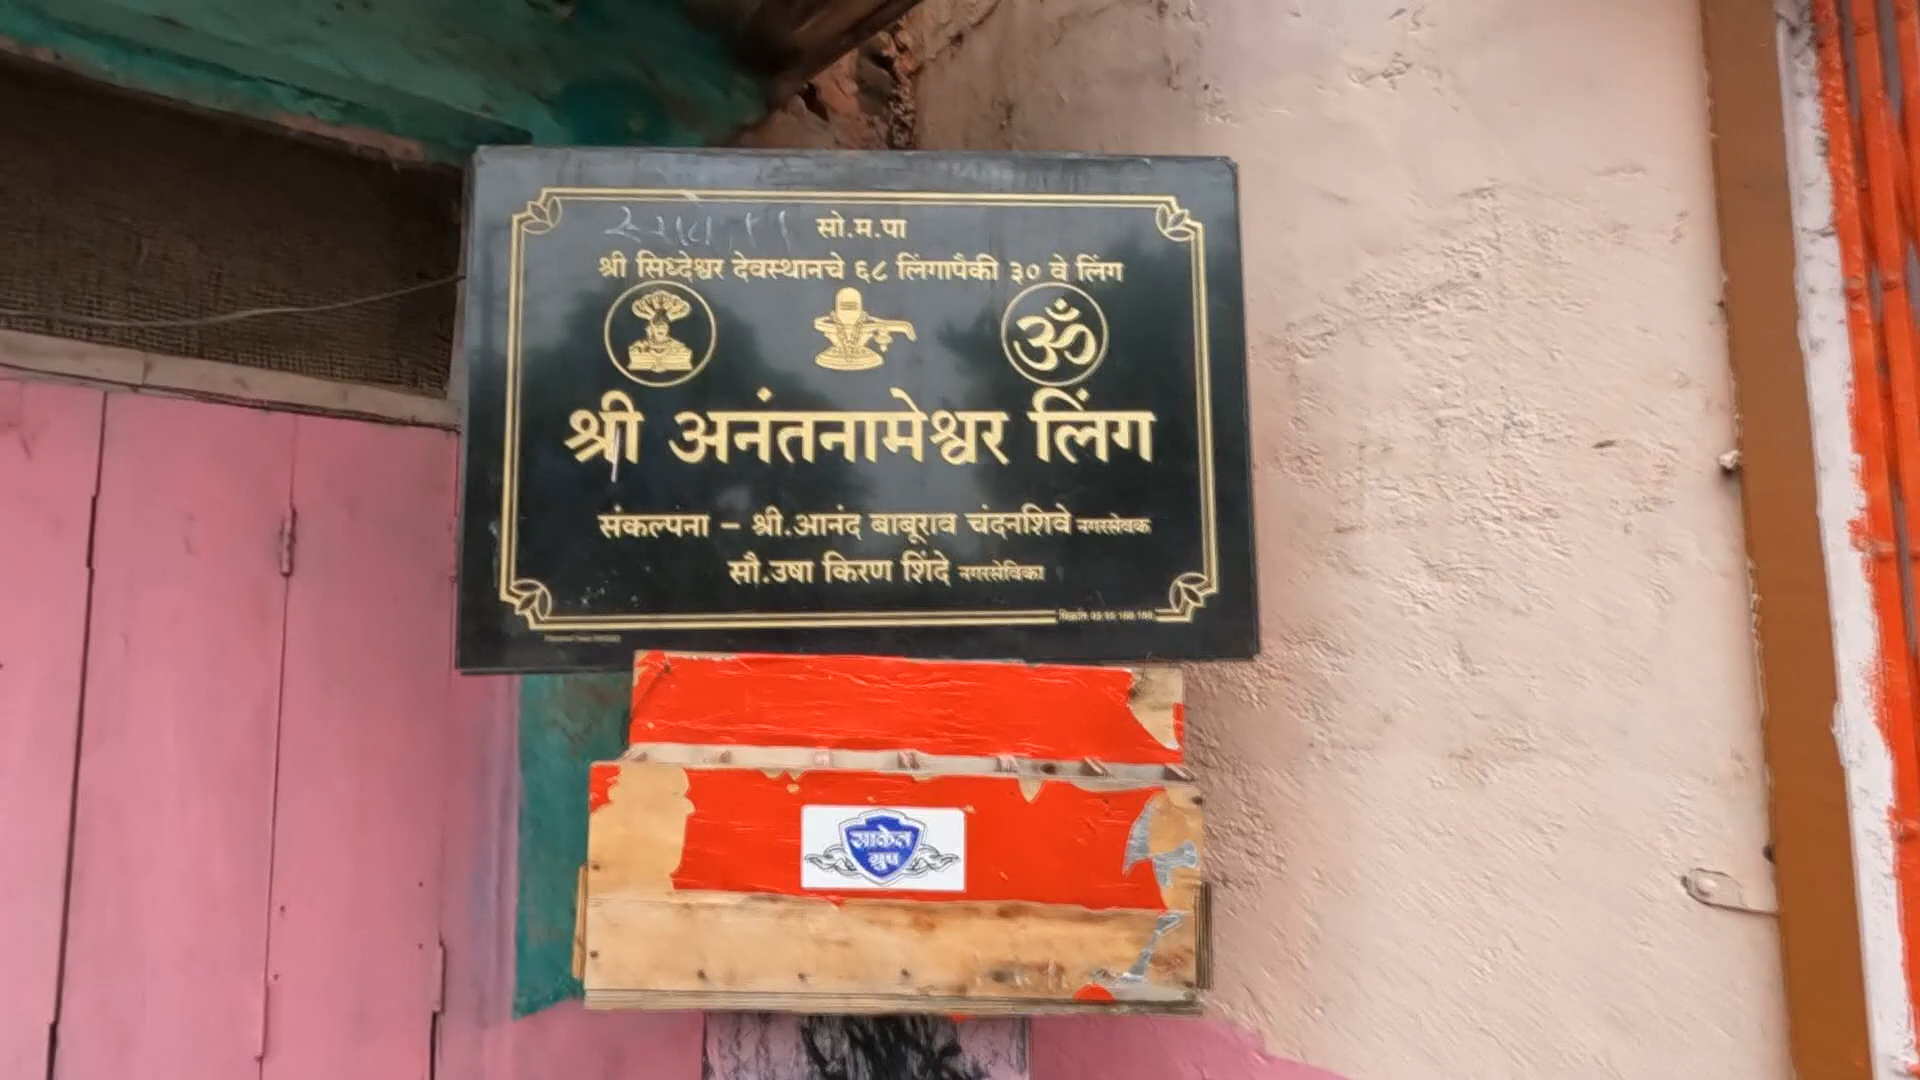 सो.म.पा
श्री सिध्देश्वर देवस्थानचे ६८ लिंगापैकी ३० वे लिंग
ॐ
श्री अनंतनामेश्वर लिंग
संकल्पना – श्री.आनंद बाबूराव चंदनशिवे नगरसेवक
सौ.उषा किरण शिंदे नगरसेविका
साकेत
ग्रुप